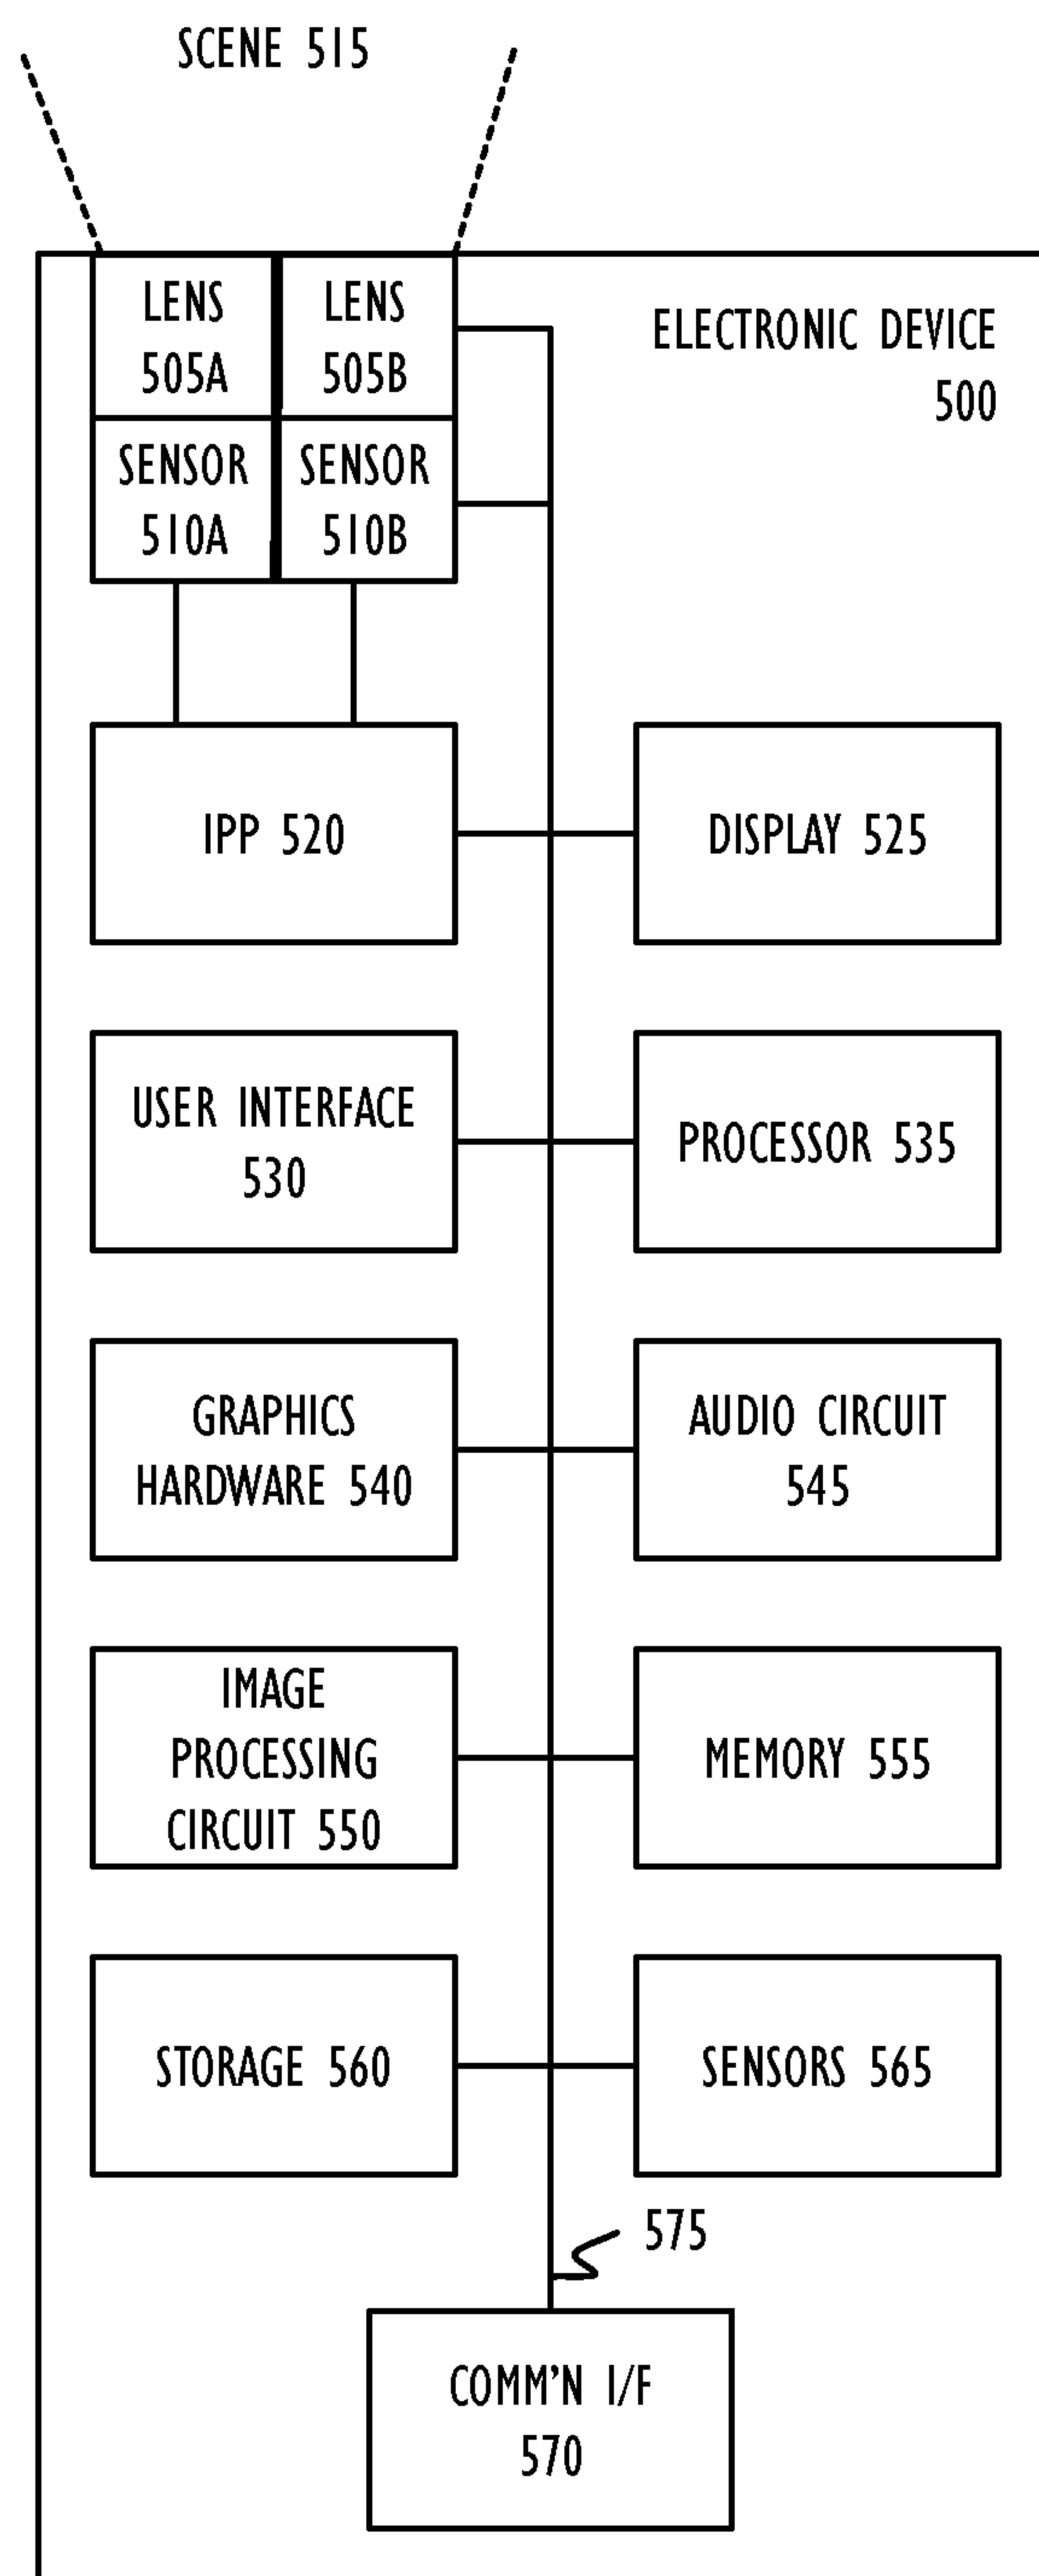 SCENE 515
ELECTRONIC DEVICE
500
LENS
505A
LENS
505B
SENSOR
510A
SENSOR
510B
IPP 520
DISPLAY 525
USER INTERFACE
530
PROCESSOR 535
GRAPHICS
HARDWARE 540
AUDIO CIRCUIT
545
IMAGE
PROCESSING
CIRCUIT 550
MEMORY 555
STORAGE 560
SENSORS 565
575
COMM'N I/F
570